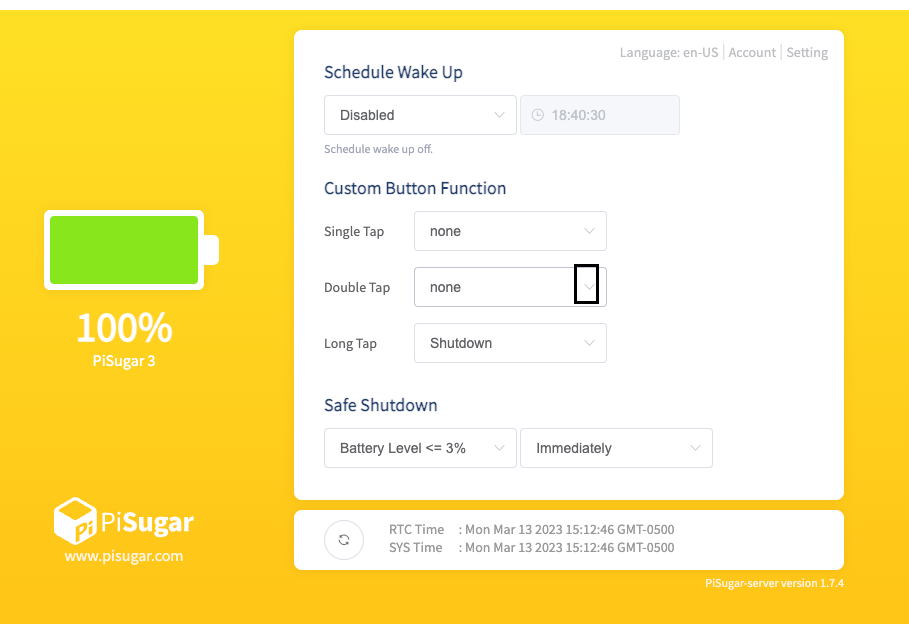 Language: en-US | Account | Setting
Schedule Wake Up
Disabled 18:40:30
Schedule wake up off.
Custom Button Function
Single Tap none
Double Tap none
Long Tap Shutdown
Safe Shutdown
Battery Level <= 3% Immediately
100%
PiSugar 3
Pi PiSugar
www.pisugar.com
RTC Time : Mon Mar 13 2023 15:12:46 GMT-0500
SYS Time : Mon Mar 13 2023 15:12:46 GMT-0500
PiSugar-server version 1.7.4